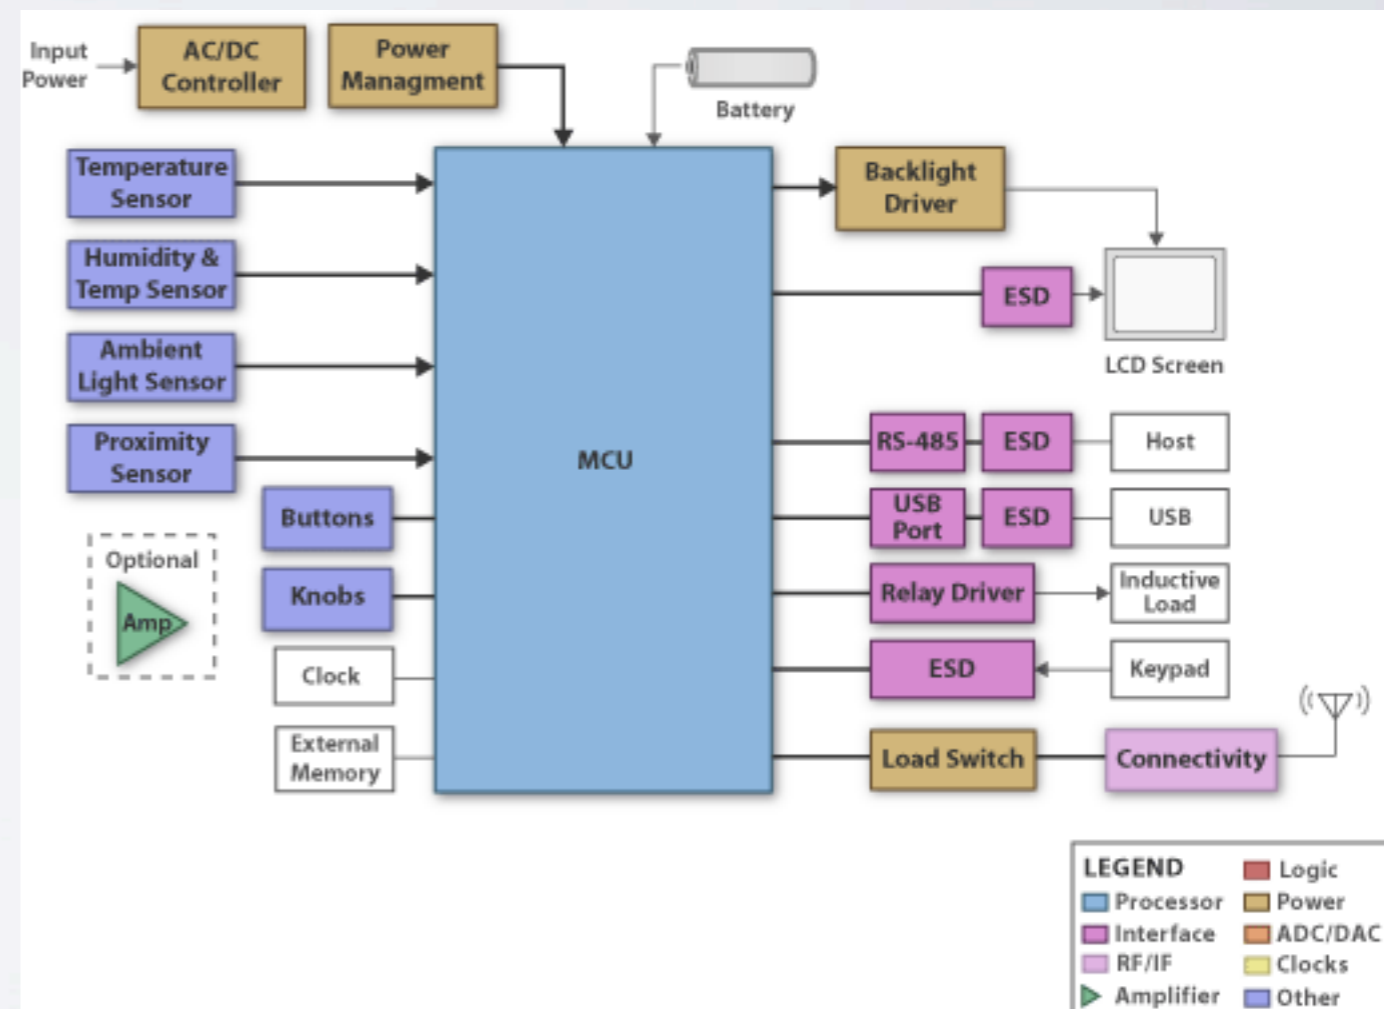 Input
Power
AC/DC
Controller
Power
Managment
Battery
Temperature
Sensor
Humidity &
Temp Sensor
Ambient
Light Sensor
Proximity
Sensor
Buttons
Knobs
Clock
External
Memory
Optional
Amp
MCU
Backlight
Driver
ESD
LCD Screen
RS-485
ESD
Host
USB
Port
ESD
USB
Relay Driver
Inductive
Load
ESD
Keypad
Load Switch
Connectivity
LEGEND
Processor
Interface
RF/IF
Amplifier
Logic
Power
ADC/DAC
Clocks
Other